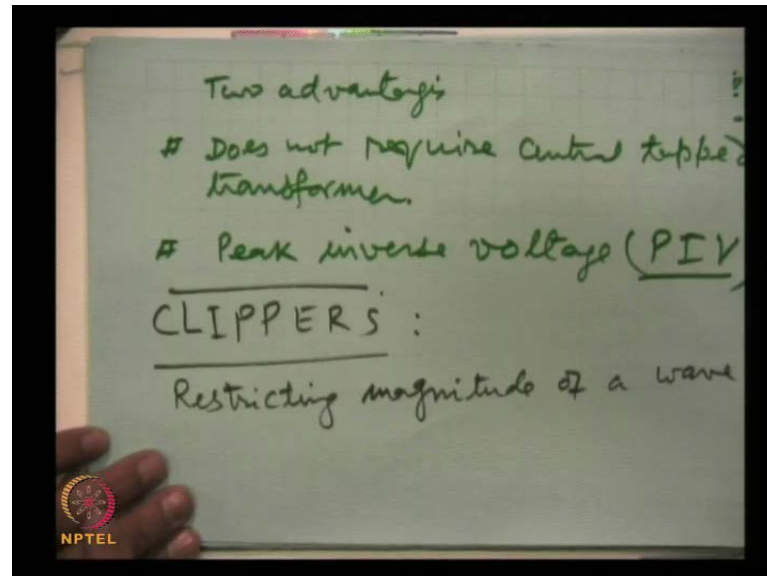 Two advantages
# Does not require central tapped
transformer.
# Peak inverse voltage (PIV)
CLIPPERS :
Restricting magnitude of a wave
NPTEL